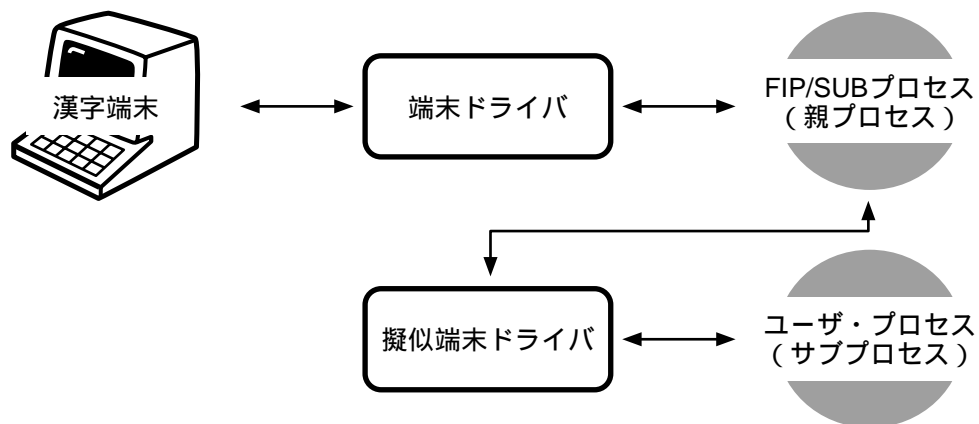 漢字端末
端末ドライバ
FIP/SUBプロセス
(親プロセス)
擬似端末ドライバ
ユーザ・プロセス
(サブプロセス)